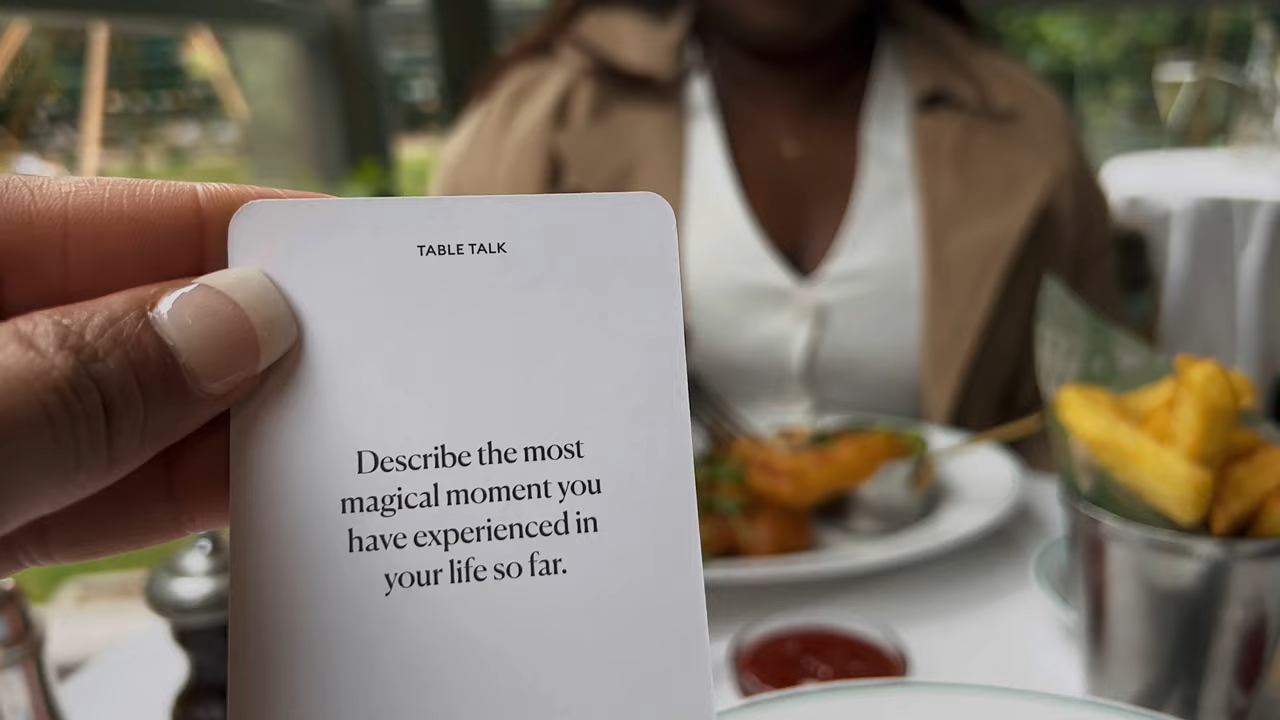 TABLE TALK
Describe the most
magical moment you
have experienced in
your life so far.